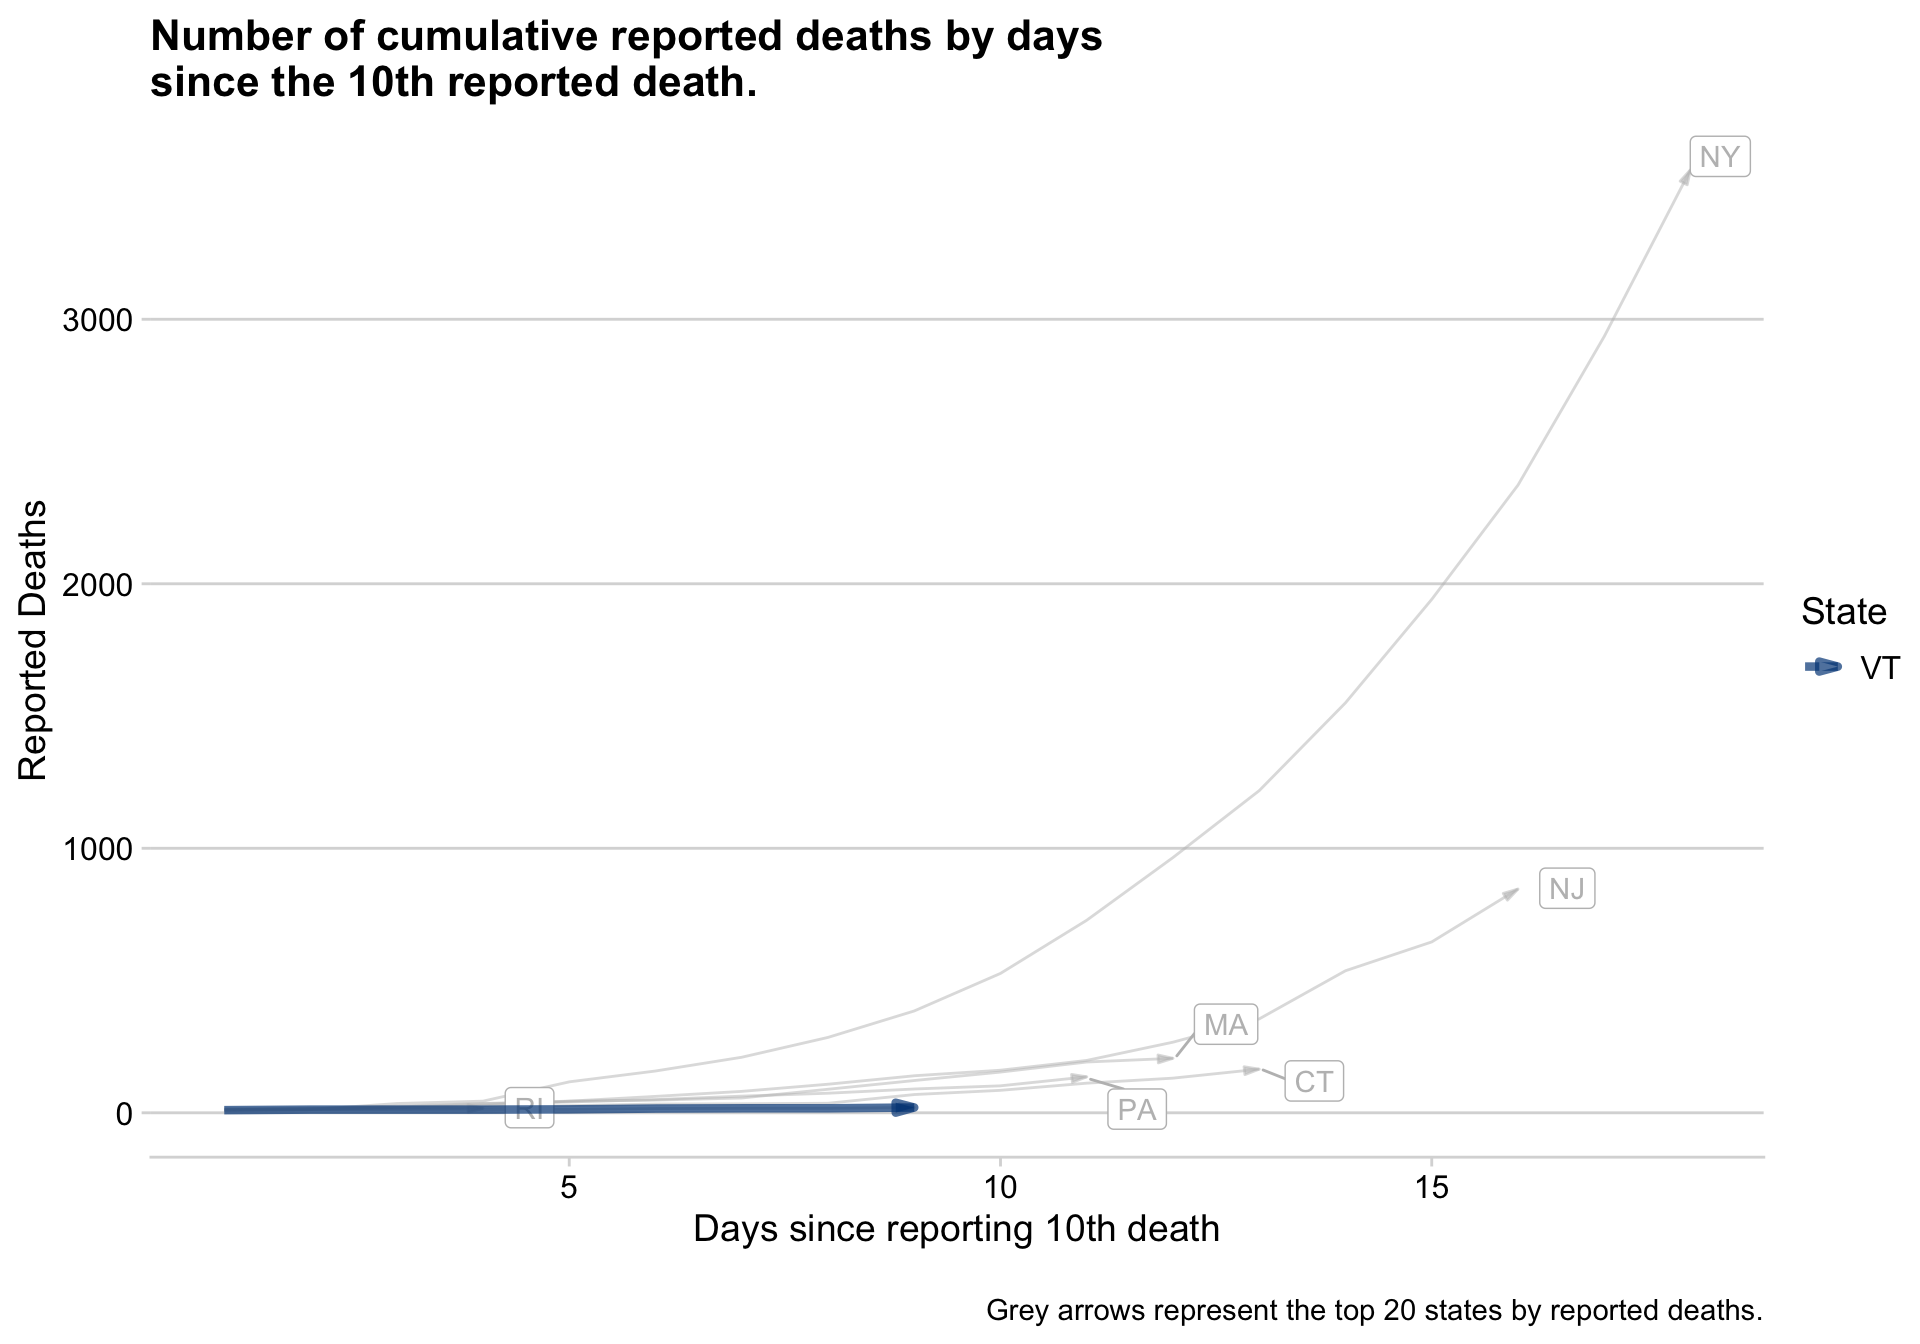 Number of cumulative reported deaths by days
since the 10th reported death.
NY
3000
2000
1000
0
Reported Deaths
NJ
MA
CT
PA
RI
State
VT
5
10
15
Days since reporting 10th death
Grey arrows represent the top 20 states by reported deaths.